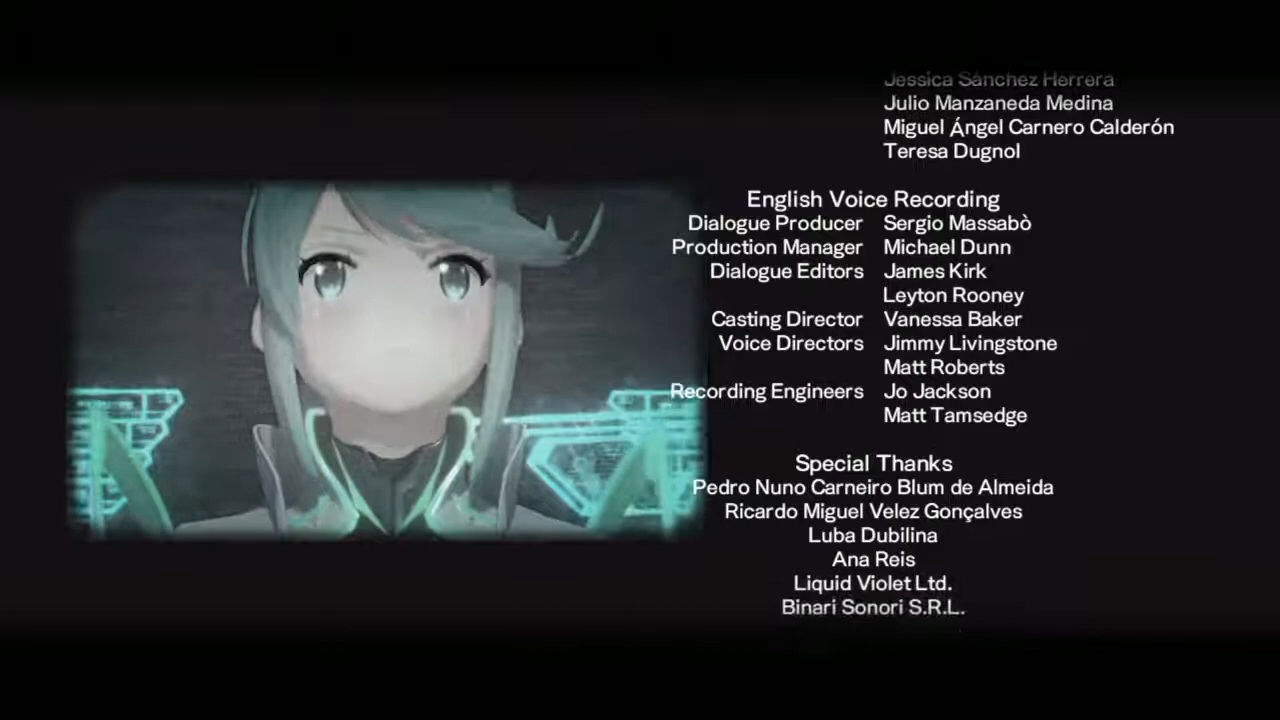 Jessica Sánchez Herrera
Julio Manzaneda Medina
Miguel Ángel Carnero Calderón
Teresa Dugnol
English Voice Recording
Dialogue Producer Sergio Massabò
Production Manager Michael Dunn
Dialogue Editors James Kirk
Leyton Rooney
Casting Director Vanessa Baker
Voice Directors Jimmy Livingstone
Matt Roberts
Recording Engineers Jo Jackson
Matt Tamsedge
Special Thanks
Pedro Nuno Carneiro Blum de Almeida
Ricardo Miguel Velez Gonçalves
Luba Dubilina
Ana Reis
Liquid Violet Ltd.
Binari Sonori S.R.L.